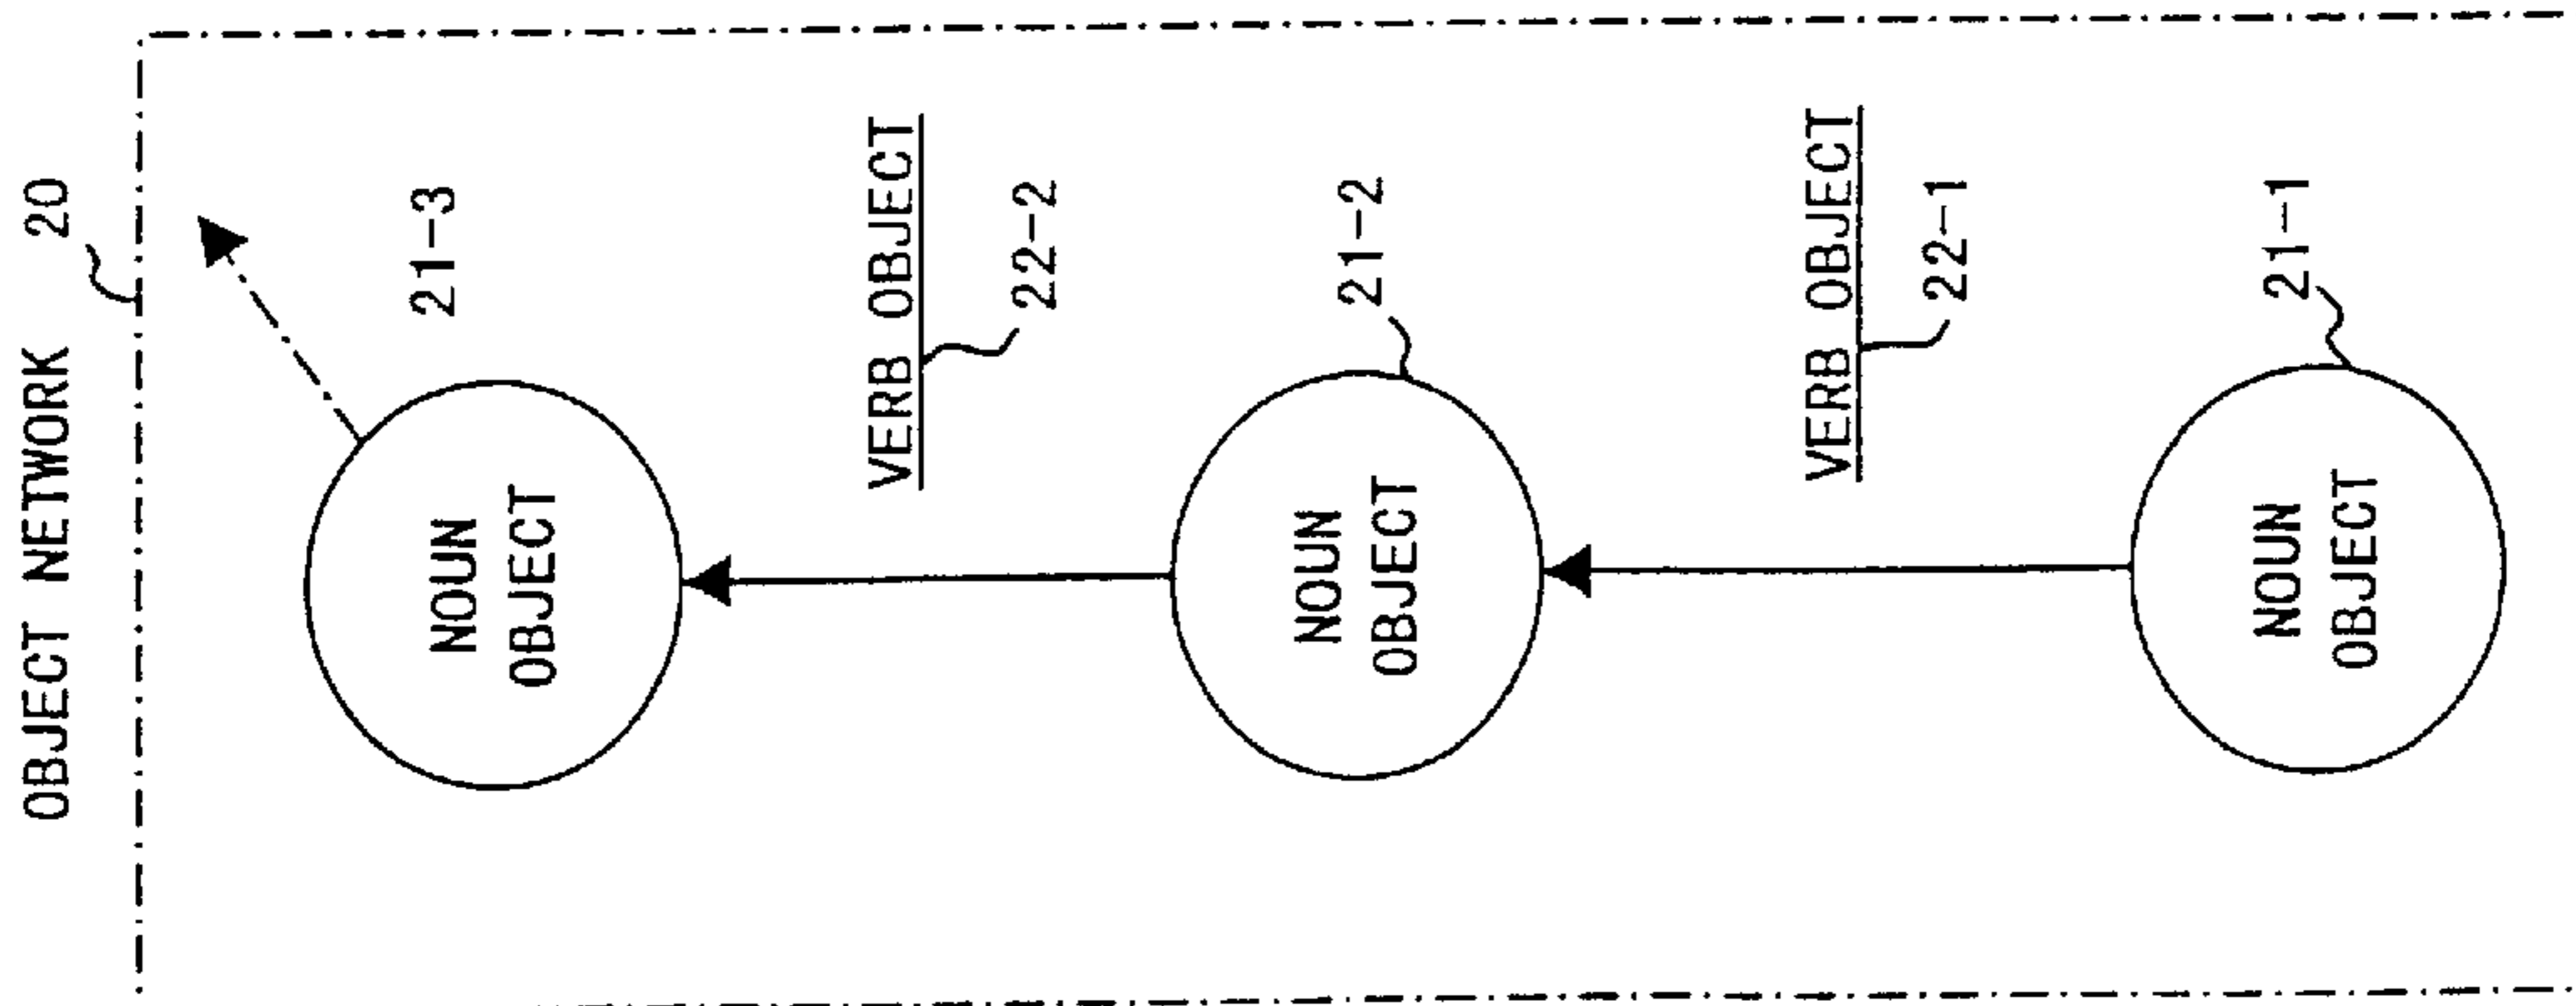 OBJECT NETWORK 20
21-3
NOUN
OBJECT
VERB OBJECT
22-2
21-2
NOUN
OBJECT
VERB OBJECT
22-1
21-1
NOUN
OBJECT